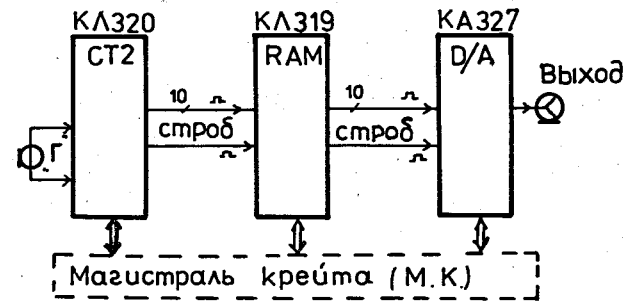 КЛ320 КЛ319 КА327
СТ2 RAM D/A
Выход
10 10
строб строб
Г
Магистраль крейта (М.К.)